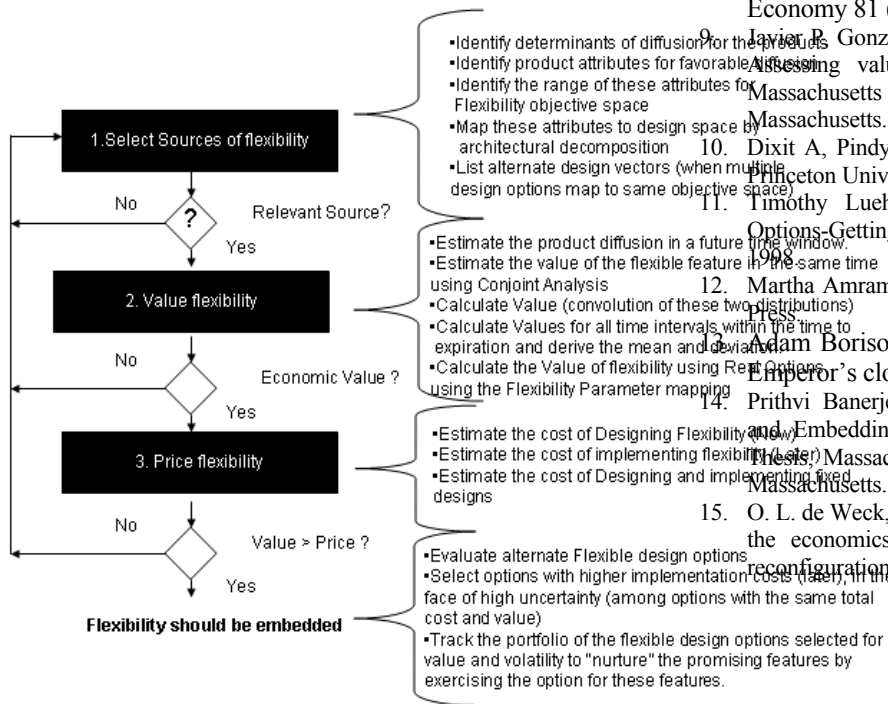 1.Select Sources of flexibility
No
?
Relevant Source?
Yes
2. Value flexibility
No
Economic Value ?
Yes
3. Price flexibility
No
Value > Price ?
Yes
Flexibility should be embedded
▪Identify determinants of diffusion for the products
▪Identify product attributes for favorable diffusion
▪Identify the range of these attributes for
Flexibility objective space
▪Map these attributes to design space by
architectural decomposition
▪List alternate design vectors (when multiple
design options map to same objective space)
▪Estimate the product diffusion in a future time window.
▪Estimate the value of the flexible feature in the same time
using Conjoint Analysis
▪Calculate Value (convolution of these two distributions)
▪Calculate Values for all time intervals within the time to
expiration and derive the mean and deviation.
▪Calculate the Value of flexibility using Real Options
using the Flexibility Parameter mapping
▪Estimate the cost of Designing Flexibility (Now)
▪Estimate the cost of implementing flexibility (Later)
▪Estimate the cost of Designing and implementing fixed
designs
▪Evaluate alternate Flexible design options
▪Select options with higher implementation costs (later), in the
face of high uncertainty (among options with the same total
cost and value)
▪Track the portfolio of the flexible design options selected for
value and volatility to "nurture" the promising features by
exercising the option for these features.
Economy 81 (
9. Javier P. Gonz
Assessing valu
Massachusetts
Massachusetts.
10. Dixit A, Pindy
Princeton Univ
11. Timothy Lueh
Options-Getting
1998.
12. Martha Amram
Press.
13. Adam Boriso
Emperor's clo
14. Prithvi Banerje
and Embeddin
Thesis, Massac
Massachusetts.
15. O. L. de Weck,
the economics
reconfiguration